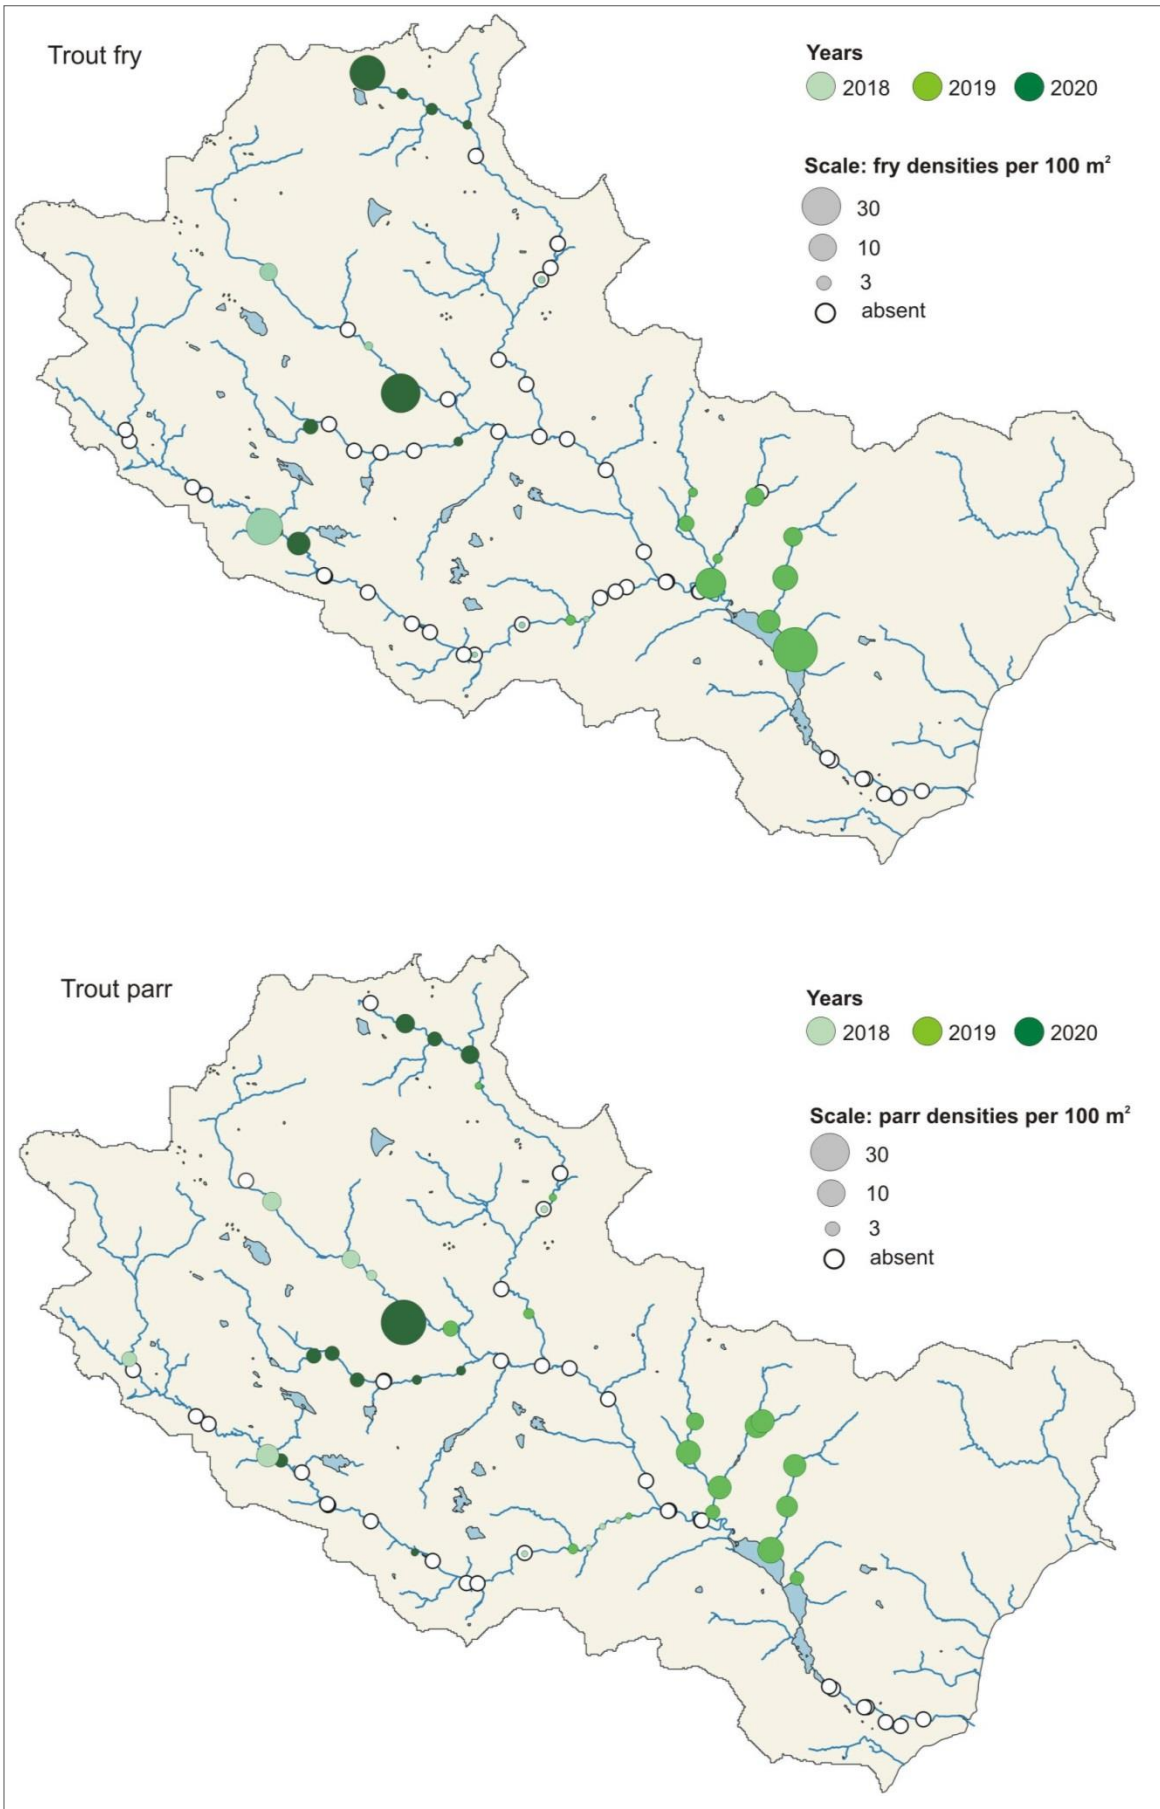 Trout fry
Years
2018 2019 2020
Scale: fry densities per 100 m²
30
10
3
absent
Trout parr
Years
2018 2019 2020
Scale: parr densities per 100 m²
30
10
3
absent